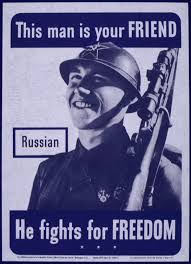 This man is your FRIEND
Russian
He fights for FREEDOM